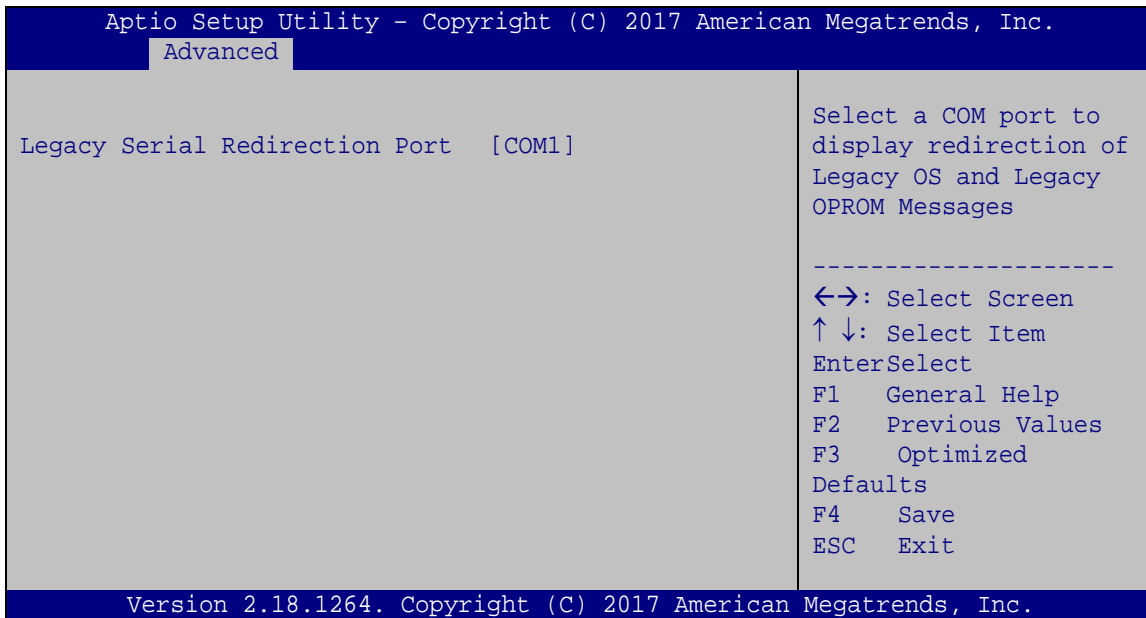 Aptio Setup Utility – Copyright (C) 2017 American Megatrends, Inc.
Advanced
Legacy Serial Redirection Port [COM1]
Select a COM port to
display redirection of
Legacy OS and Legacy
OPROM Messages
----------------------
←→: Select Screen
↑ ↓: Select Item
EnterSelect
F1 General Help
F2 Previous Values
F3 Optimized
Defaults
F4 Save
ESC Exit
Version 2.18.1264. Copyright (C) 2017 American Megatrends, Inc.